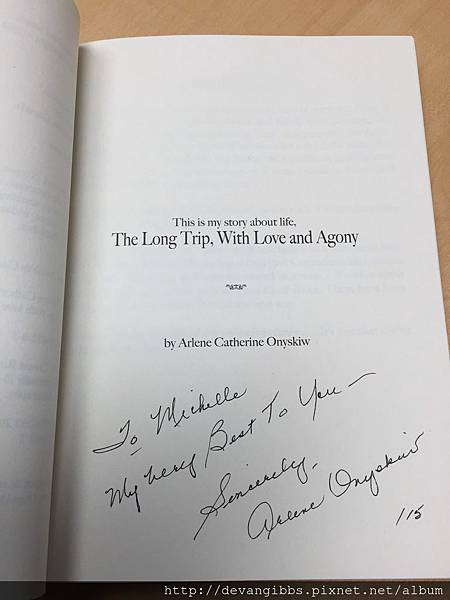 This is my story about life,
The Long Trip, With Love and Agony
by Arlene Catherine Onyskiw
To Michelle
My Very Best To You —
Sincerely,
Arlene Onyskiw
/15
http://devangibbs.pixnet.net/album